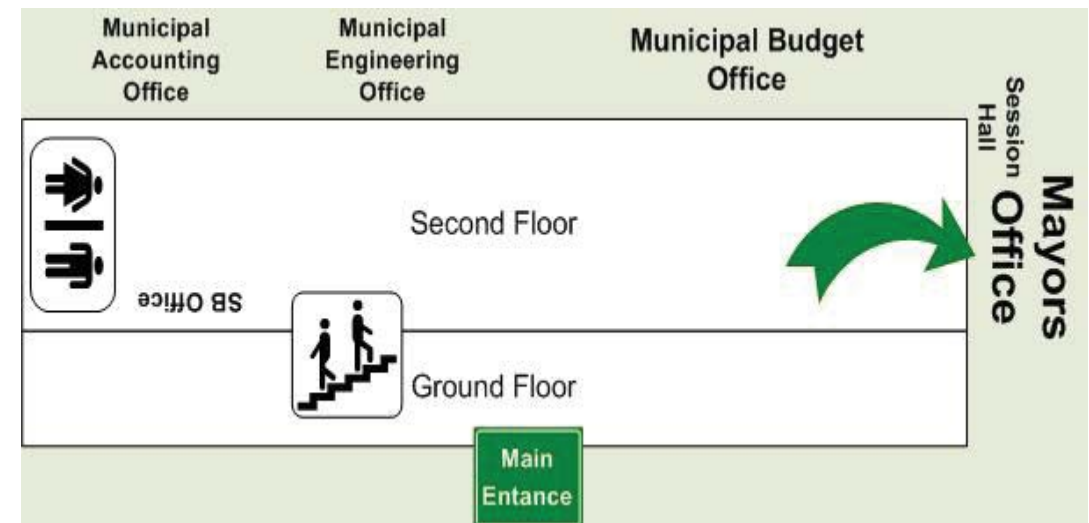 Municipal
Accounting
Office
Municipal
Engineering
Office
Municipal Budget
Office
Session
Hall
Mayors
Office
Second Floor
SB Office
Ground Floor
Main
Entance